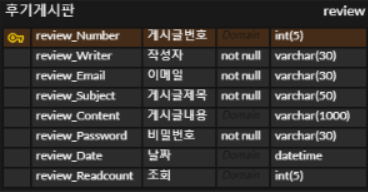 후기게시판 review
review_Number 게시글번호 Domain int(5)
review_Writer 작성자 not null varchar(30)
review_Email 이메일 not null varchar(30)
review_Subject 게시글제목 not null varchar(50)
review_Content 게시글내용 Domain varchar(1000)
review_Password 비밀번호 not null varchar(30)
review_Date 날짜 Domain datetime
review_Readcount 조회 Domain int(5)